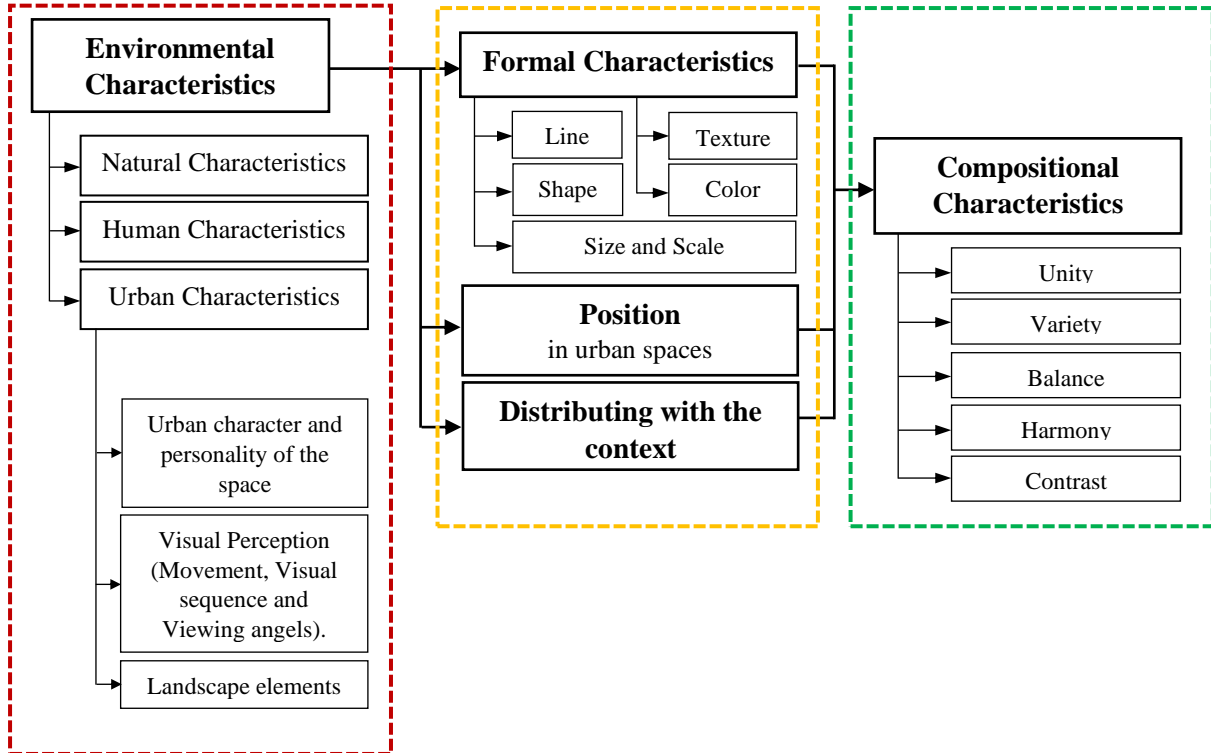 Environmental
Characteristics
Natural Characteristics
Human Characteristics
Urban Characteristics
Urban character and
personality of the
space
Visual Perception
(Movement, Visual
sequence and
Viewing angels).
Landscape elements
Formal Characteristics
Line
Texture
Shape
Color
Size and Scale
Position
in urban spaces
Distributing with the
context
Compositional
Characteristics
Unity
Variety
Balance
Harmony
Contrast